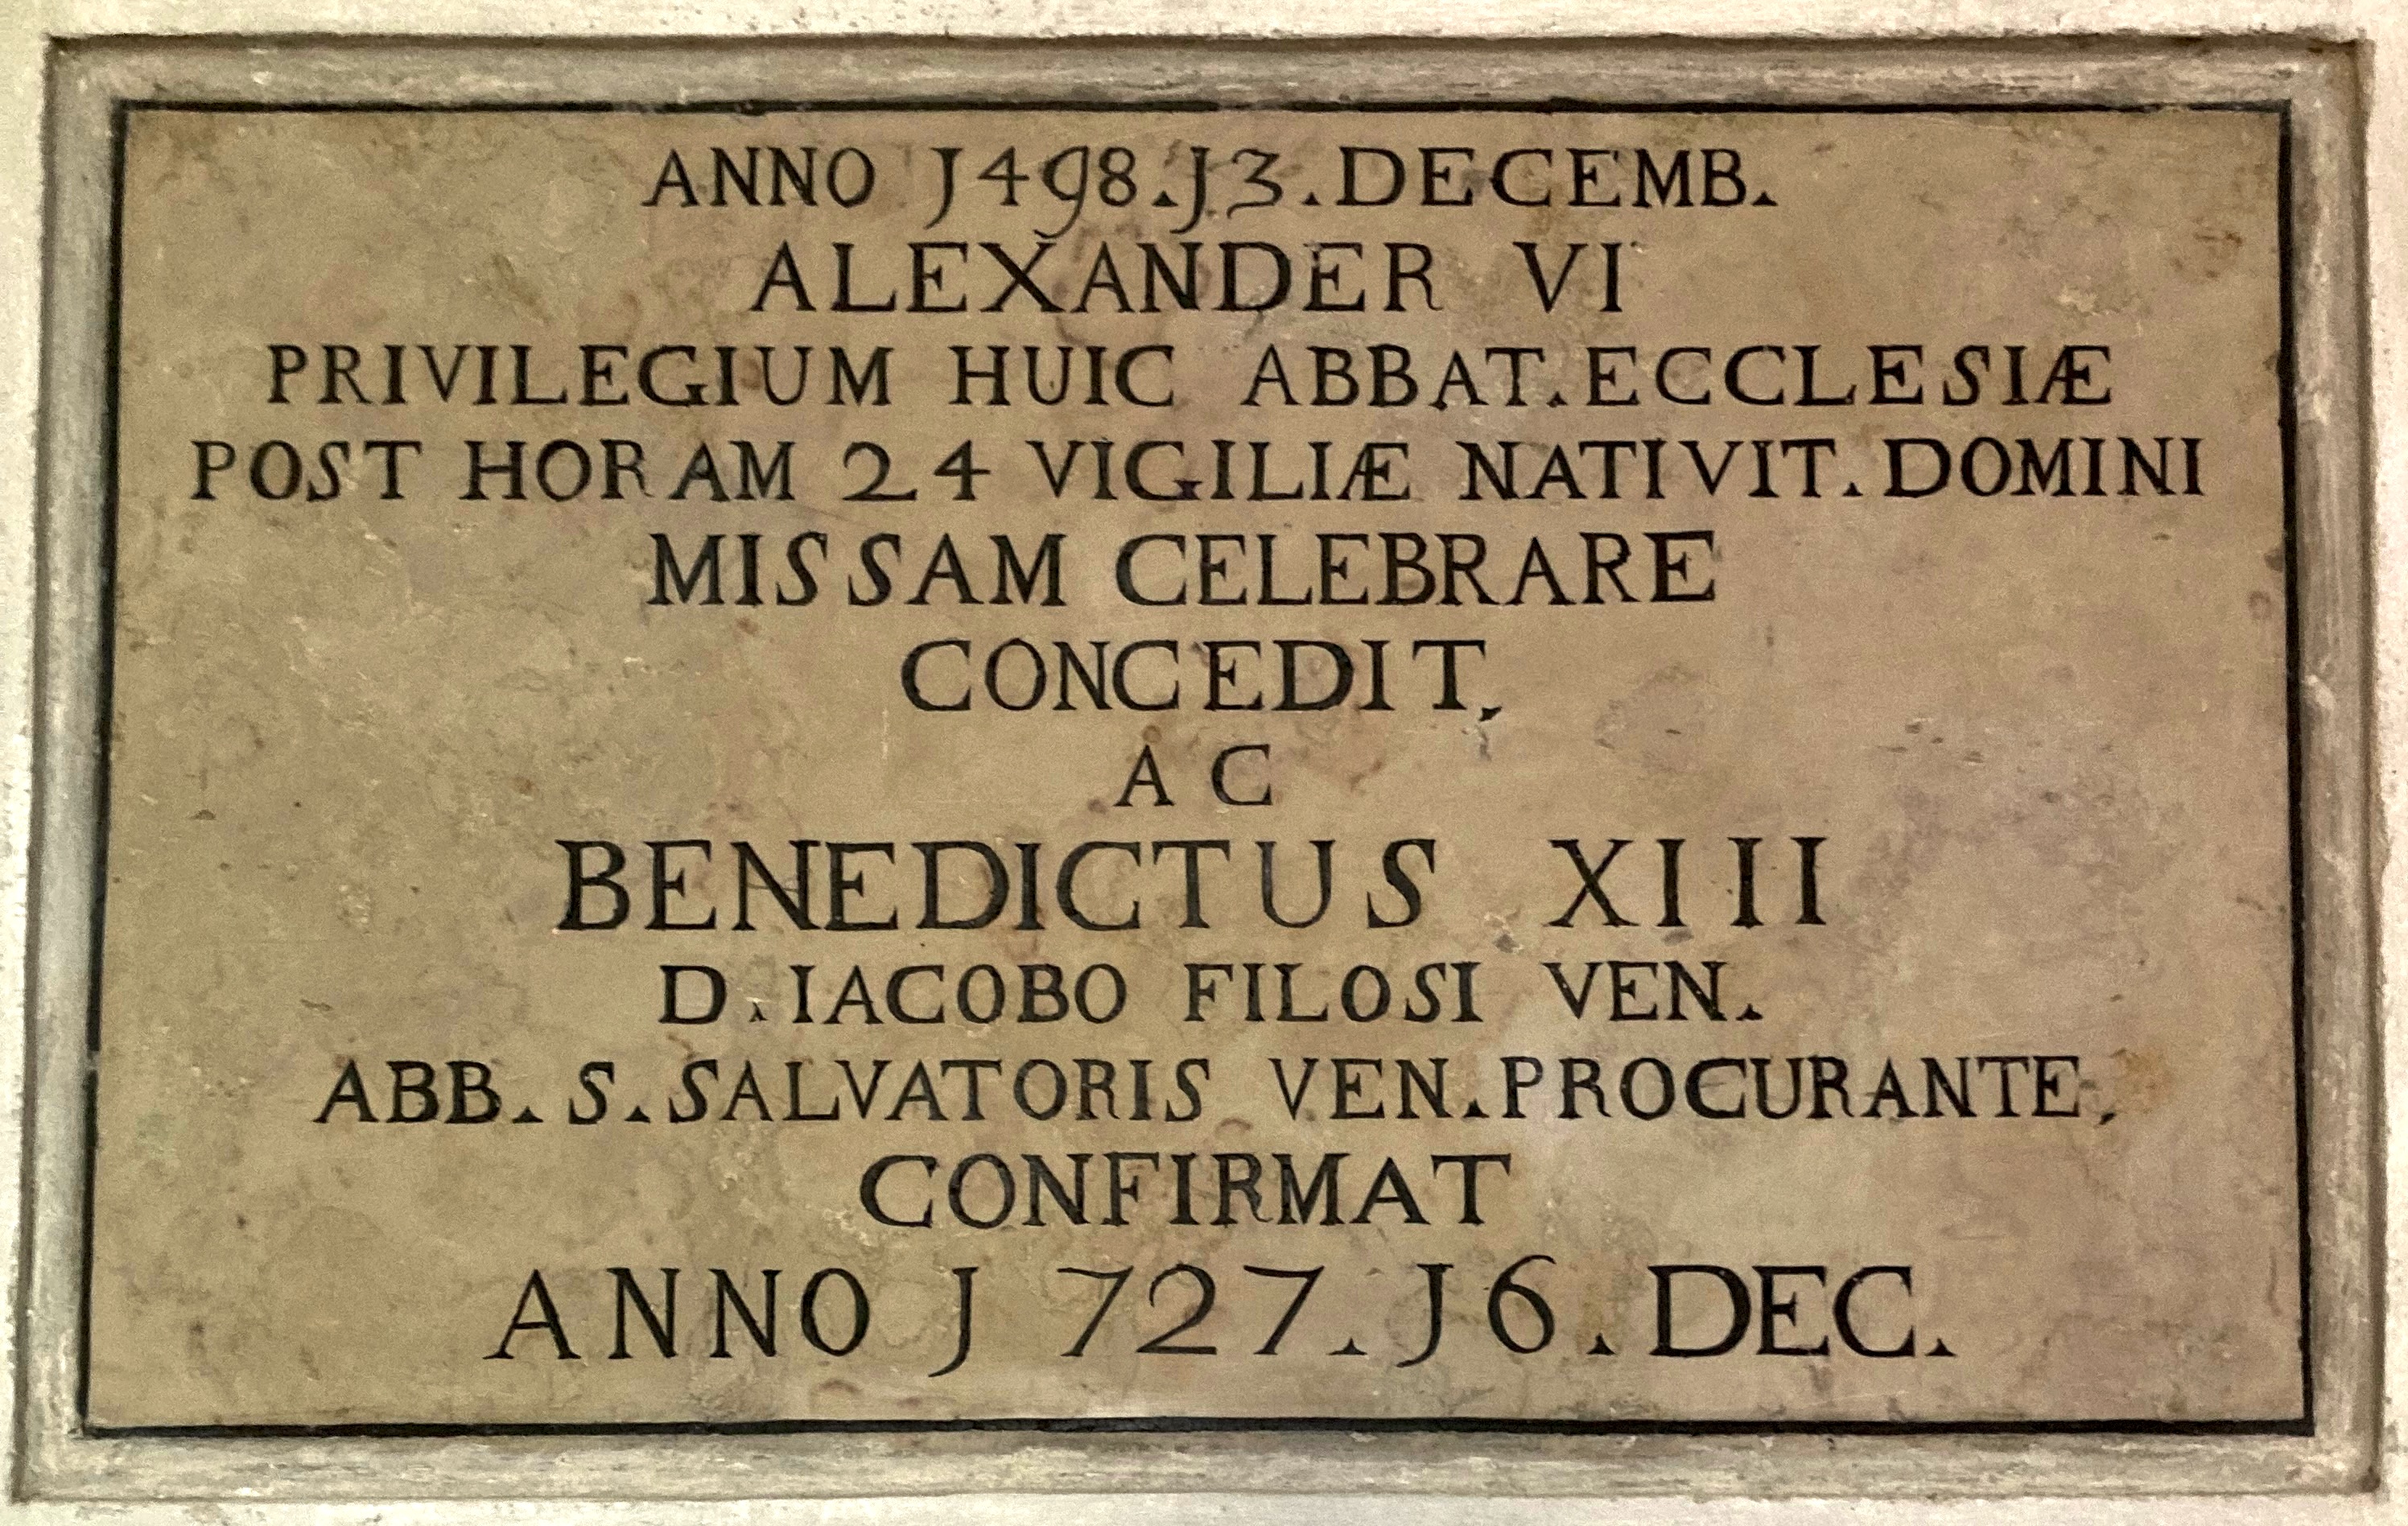 ANNO J498.J3.DECEMB.
ALEXANDER VI
PRIVILEGIUM HUIC ABBAT.ECCLESIÆ
POST HORAM 24 VIGILIÆ NATIVIT.DOMINI
MISSAM CELEBRARE
CONCEDIT,
AC
BENEDICTUS XIII
D.IACOBO FILOSI VEN.
ABB.S.SALVATORIS VEN.PROCURANTE,
CONFIRMAT
ANNO J727.J6.DEC.